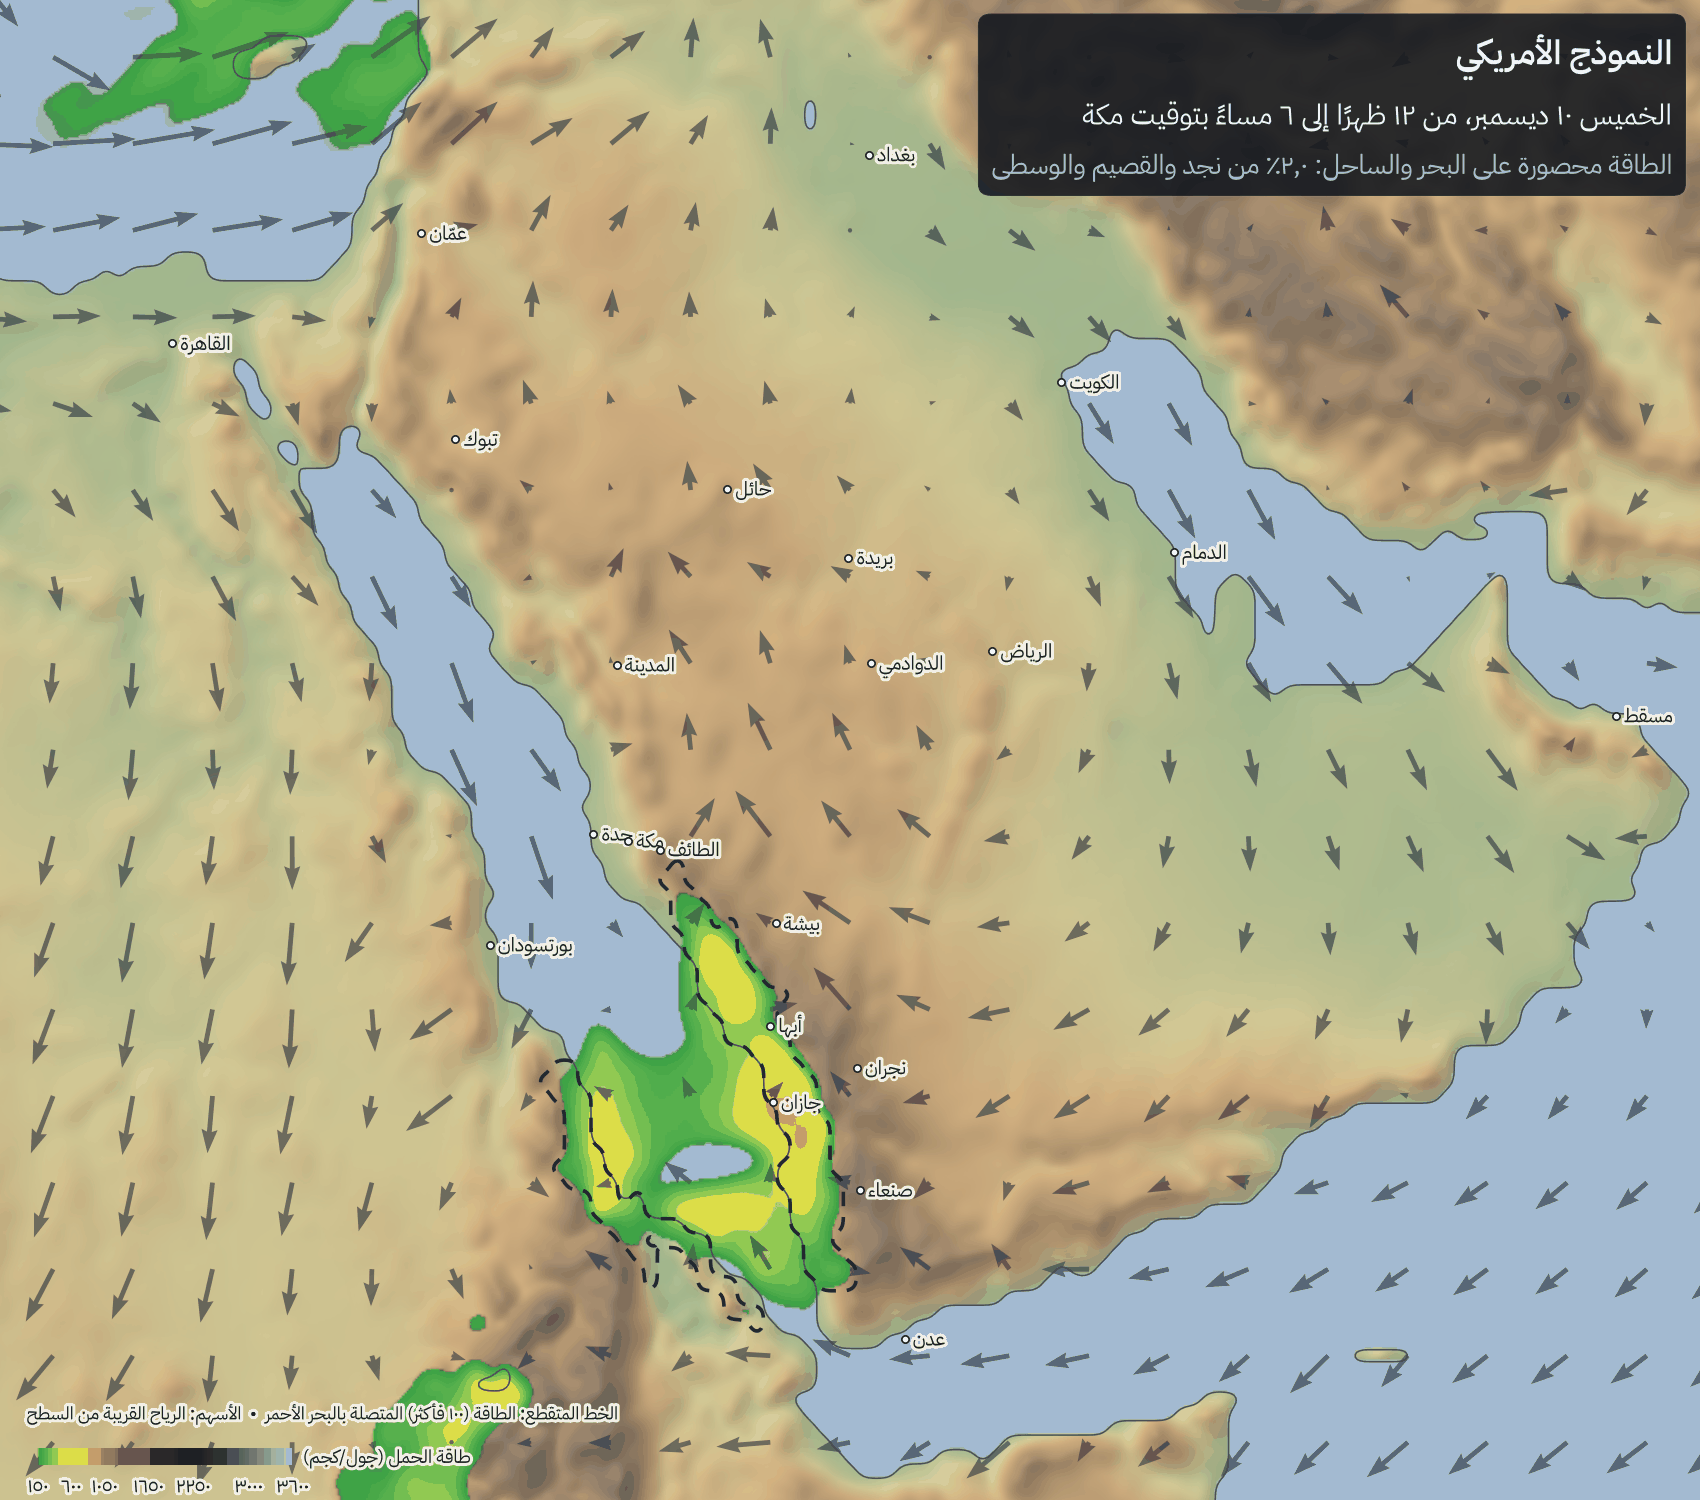 النموذج الأمريكي
الخميس ١٠ ديسمبر، من ١٢ ظهرًا إلى ٦ مساءً بتوقيت مكة
الطاقة محصورة على البحر والساحل: ٢٫٠٪ من نجد والقصيم والوسطى
بغداد
عمّان
القاهرة
الكويت
تبوك
حائل
الدمام
بريدة
الرياض
الدوادمي
المدينة
مسقط
جدة
مكة
الطائف
بيشة
بورتسودان
أبها
نجران
جازان
صنعاء
عدن
الخط المتقطع: الطاقة (١٠٠ فأكثر) المتصلة بالبحر الأحمر • الأسهم: الرياح القريبة من السطح
طاقة الحمل (جول/كجم)
١٥٠ ٦٠٠ ١٠٥٠ ١٦٥٠ ٢٢٥٠ ٣٠٠٠ ٣٦٠٠